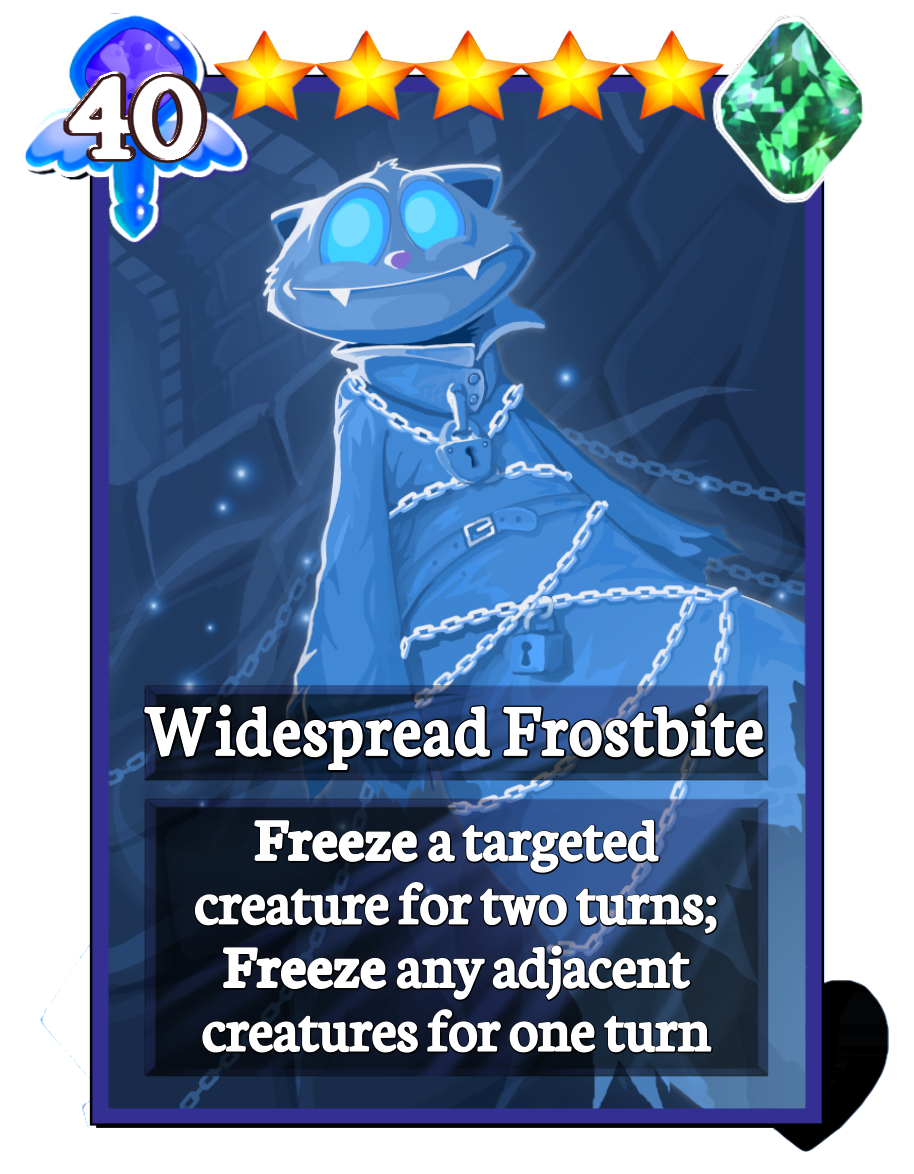 40
Widespread Frostbite
Freeze a targeted
creature for two turns;
Freeze any adjacent
creatures for one turn